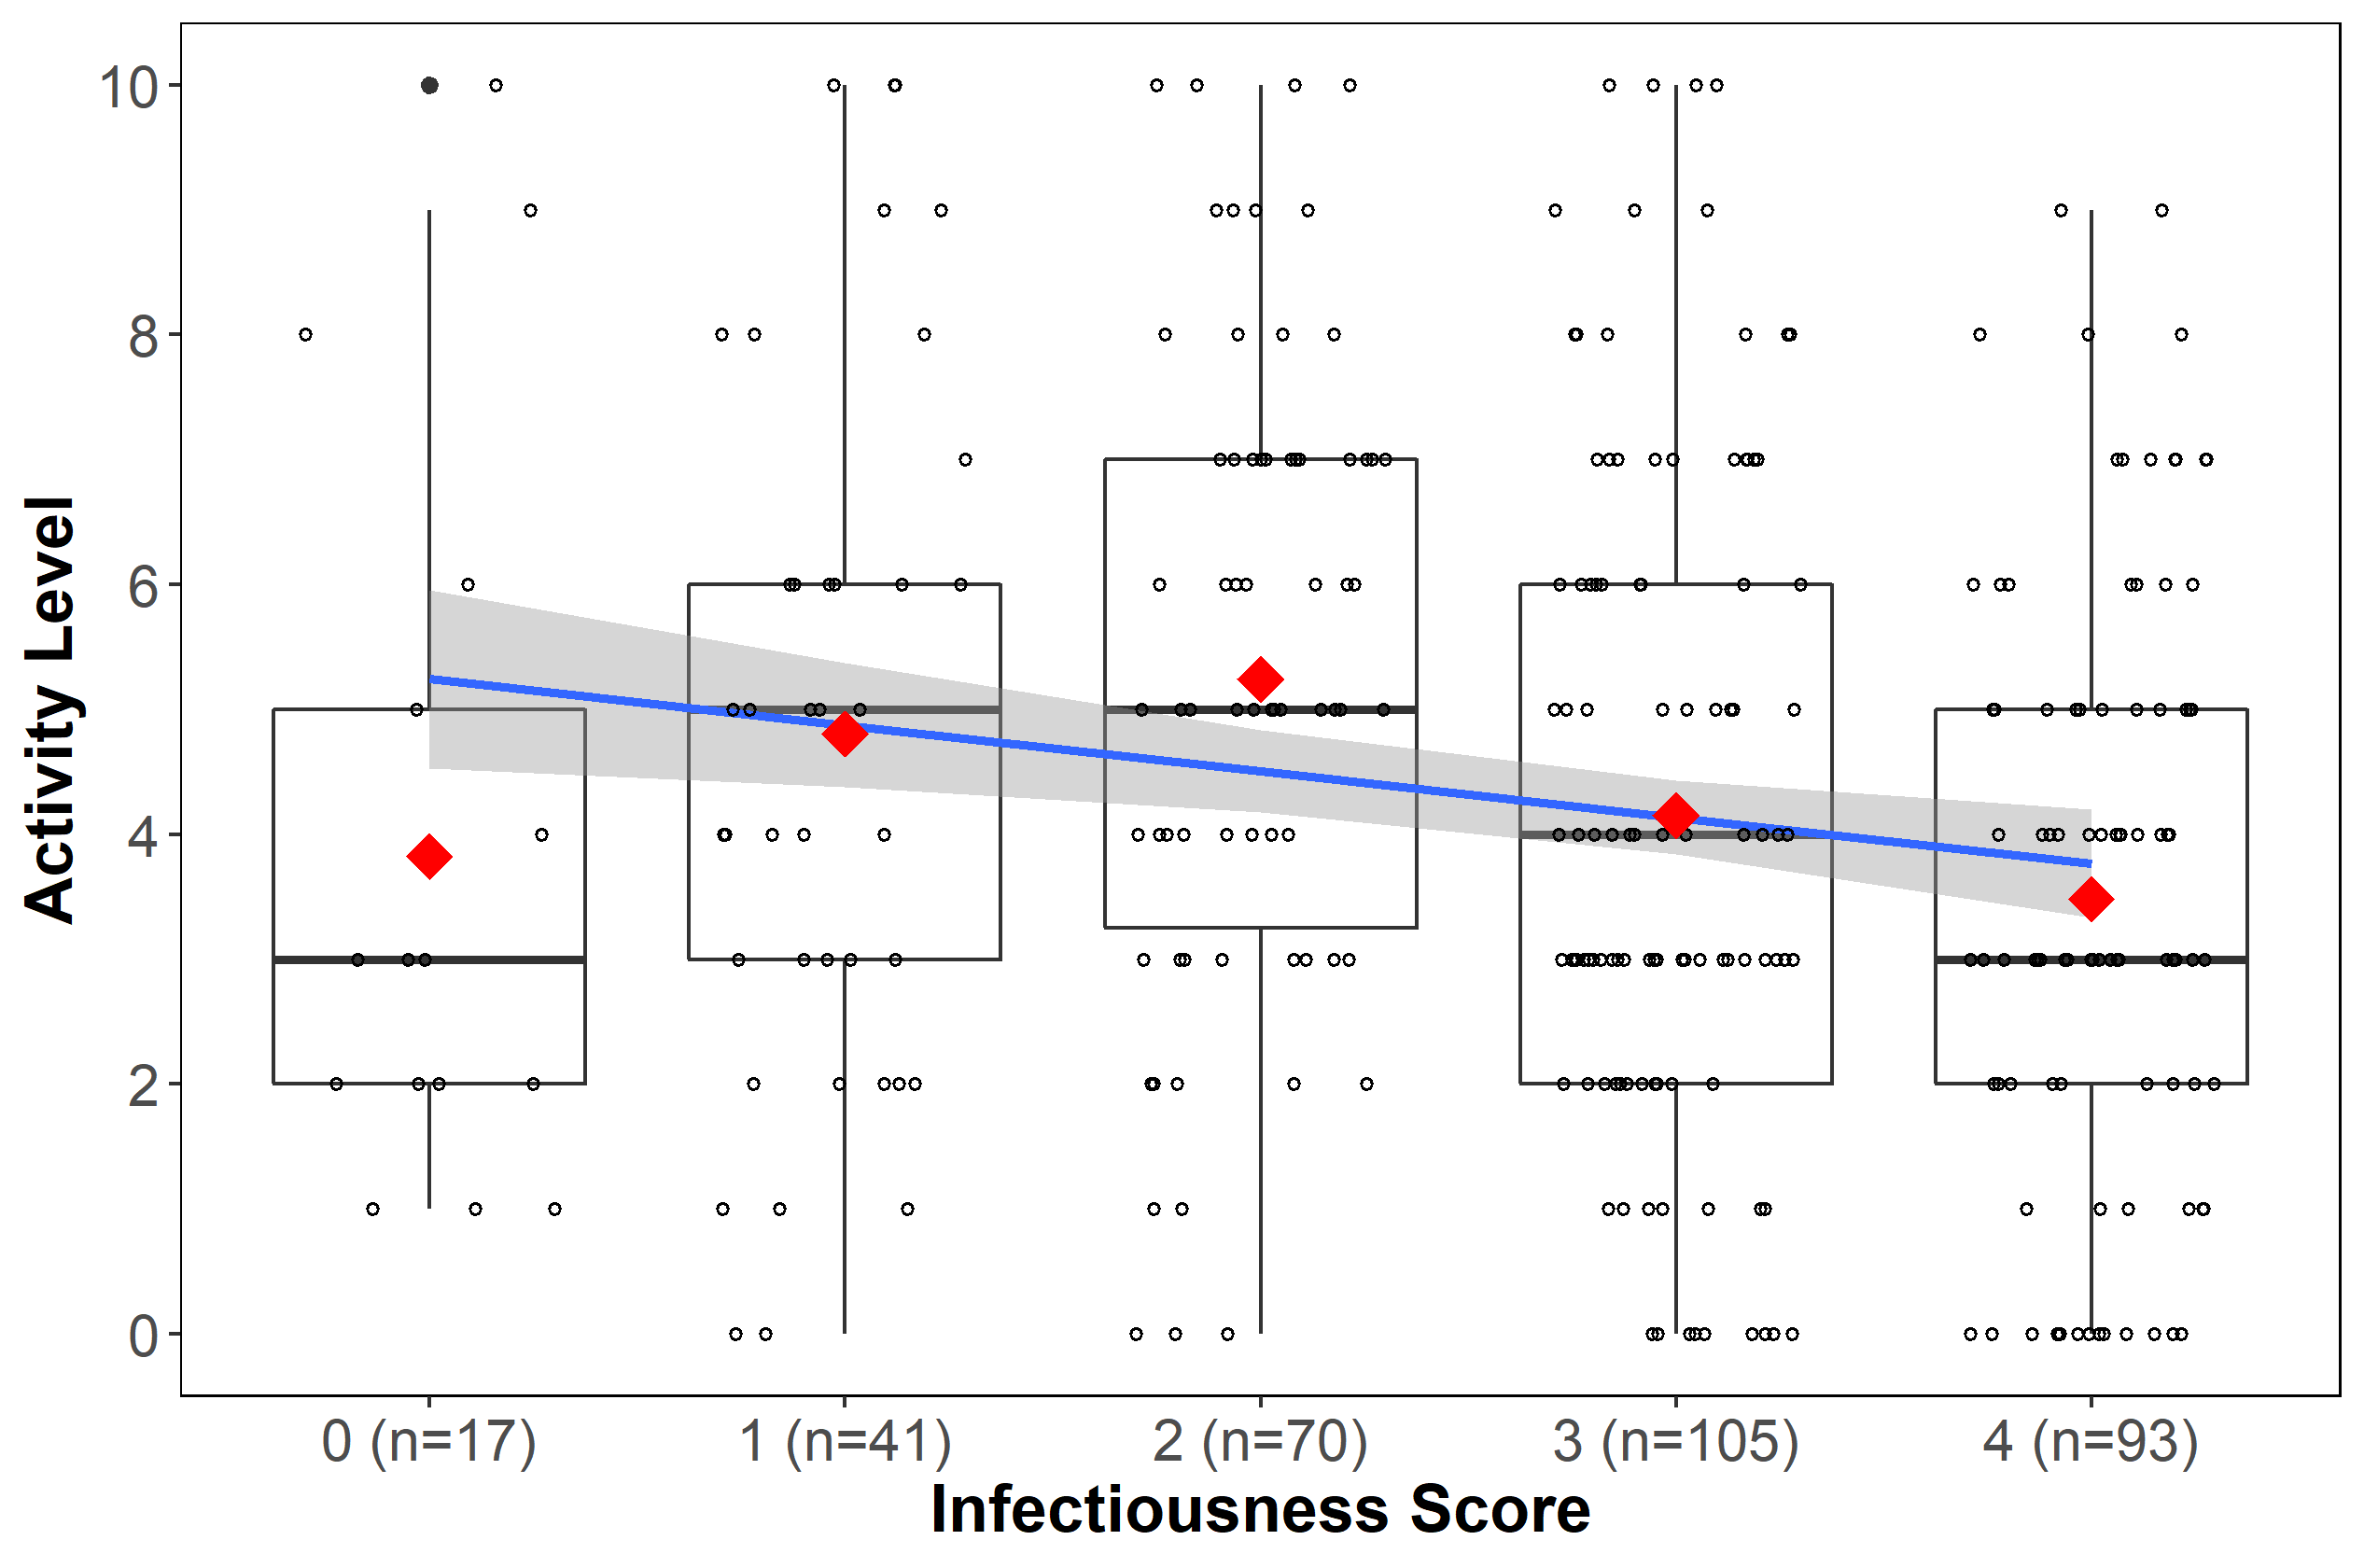 Activity Level
10
8
6
4
2
0
0 (n=17) 1 (n=41) 2 (n=70) 3 (n=105) 4 (n=93)
Infectiousness Score